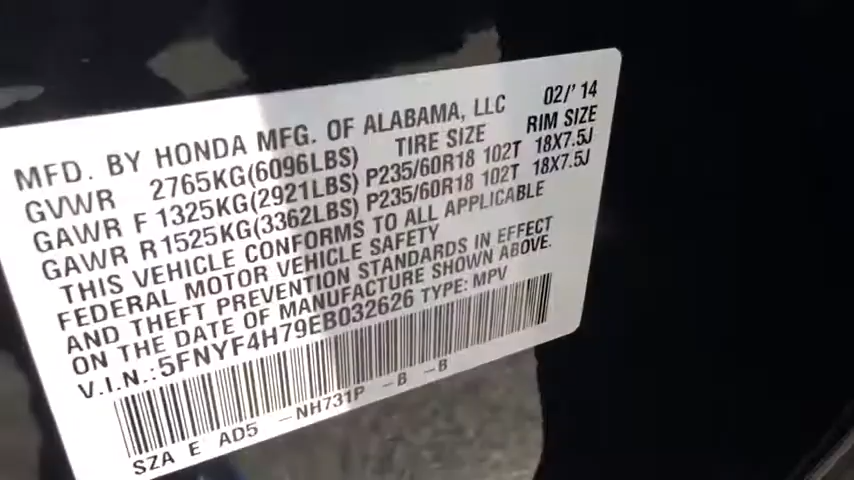 MFD. BY HONDA MFG. OF ALABAMA, LLC 02/'14
GVWR 2765KG(6096LBS) TIRE SIZE RIM SIZE
GAWR F 1325KG(2921LBS) P235/60R18 102T 18X7.5J
GAWR R1525KG(3362LBS) P235/60R18 102T 18X7.5J
THIS VEHICLE CONFORMS TO ALL APPLICABLE
FEDERAL MOTOR VEHICLE SAFETY
AND THEFT PREVENTION STANDARDS IN EFFECT
ON THE DATE OF MANUFACTURE SHOWN ABOVE.
V.I.N.:5FNYF4H79EB032626 TYPE: MPV
SZA E AD5 -NH731P -B -B